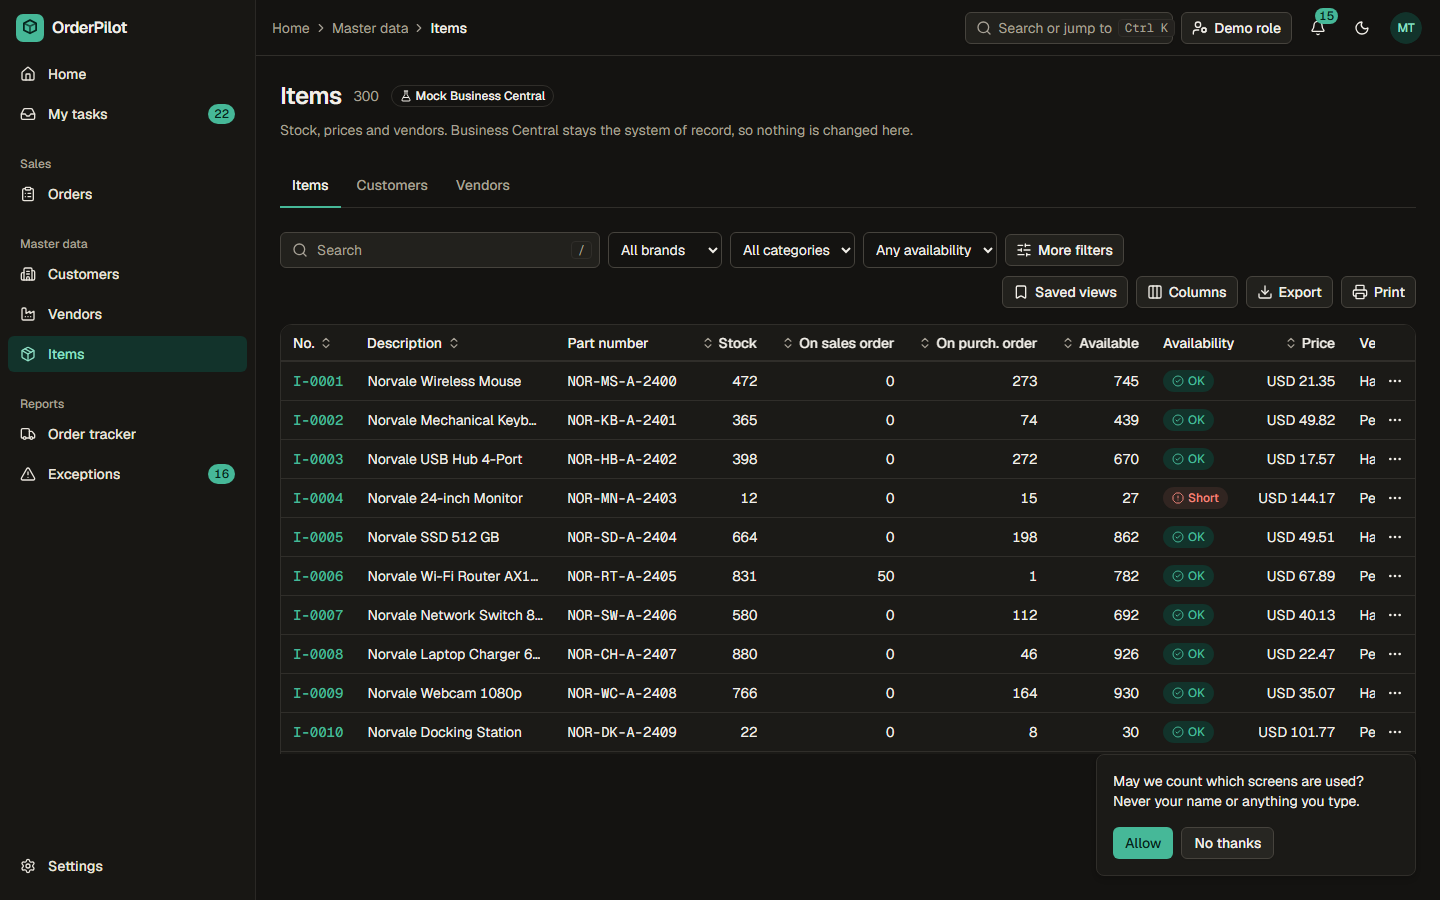 OrderPilot
Home
My tasks 22
Sales
Orders
Master data
Customers
Vendors
Items
Reports
Order tracker
Exceptions 16
Settings
Home > Master data > Items
Search or jump to Ctrl K
Demo role
15
MT
Items 300 Mock Business Central
Stock, prices and vendors. Business Central stays the system of record, so nothing is changed here.
Items Customers Vendors
Search / All brands All categories Any availability More filters
Saved views Columns Export Print
No. Description Part number Stock On sales order On purch. order Available Availability Price Ve
I-0001 Norvale Wireless Mouse NOR-MS-A-2400 472 0 273 745 OK USD 21.35 Ha ...
I-0002 Norvale Mechanical Keyb... NOR-KB-A-2401 365 0 74 439 OK USD 49.82 Pe ...
I-0003 Norvale USB Hub 4-Port NOR-HB-A-2402 398 0 272 670 OK USD 17.57 Ha ...
I-0004 Norvale 24-inch Monitor NOR-MN-A-2403 12 0 15 27 Short USD 144.17 Pe ...
I-0005 Norvale SSD 512 GB NOR-SD-A-2404 664 0 198 862 OK USD 49.51 Ha ...
I-0006 Norvale Wi-Fi Router AX1... NOR-RT-A-2405 831 50 1 782 OK USD 67.89 Pe ...
I-0007 Norvale Network Switch 8... NOR-SW-A-2406 580 0 112 692 OK USD 40.13 Ha ...
I-0008 Norvale Laptop Charger 6... NOR-CH-A-2407 880 0 46 926 OK USD 22.47 Pe ...
I-0009 Norvale Webcam 1080p NOR-WC-A-2408 766 0 164 930 OK USD 35.07 Ha ...
I-0010 Norvale Docking Station NOR-DK-A-2409 22 0 8 30 OK USD 101.77 Pe ...
May we count which screens are used?
Never your name or anything you type.
Allow No thanks